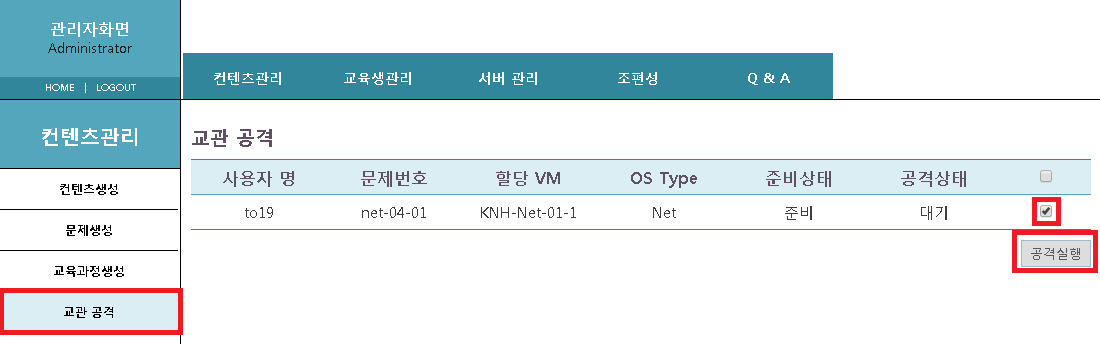 관리자화면
Administrator
HOME | LOGOUT
컨텐츠관리 교육생관리 서버 관리 조편성 Q & A
컨텐츠관리
컨텐츠생성
문제생성
교육과정생성
교관 공격
교관 공격
사용자 명 문제번호 할당 VM OS Type 준비상태 공격상태
to19 net-04-01 KNH-Net-01-1 Net 준비 대기
공격실행